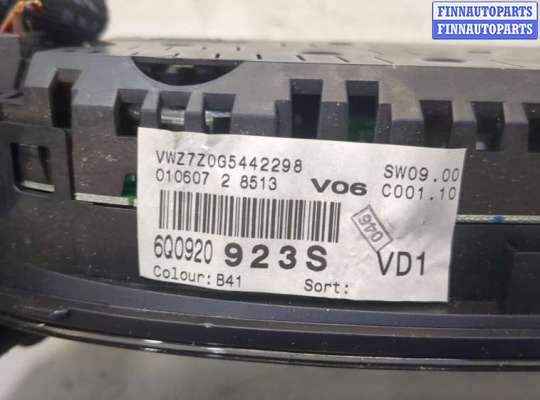 FINNAUTOPARTS
FINNAUTOPARTS
VWZ7Z0G5442298 SW09.00
010607 2 8513 V06 C001.10
046
6Q0920 923S VD1
Colour:B41 Sort: